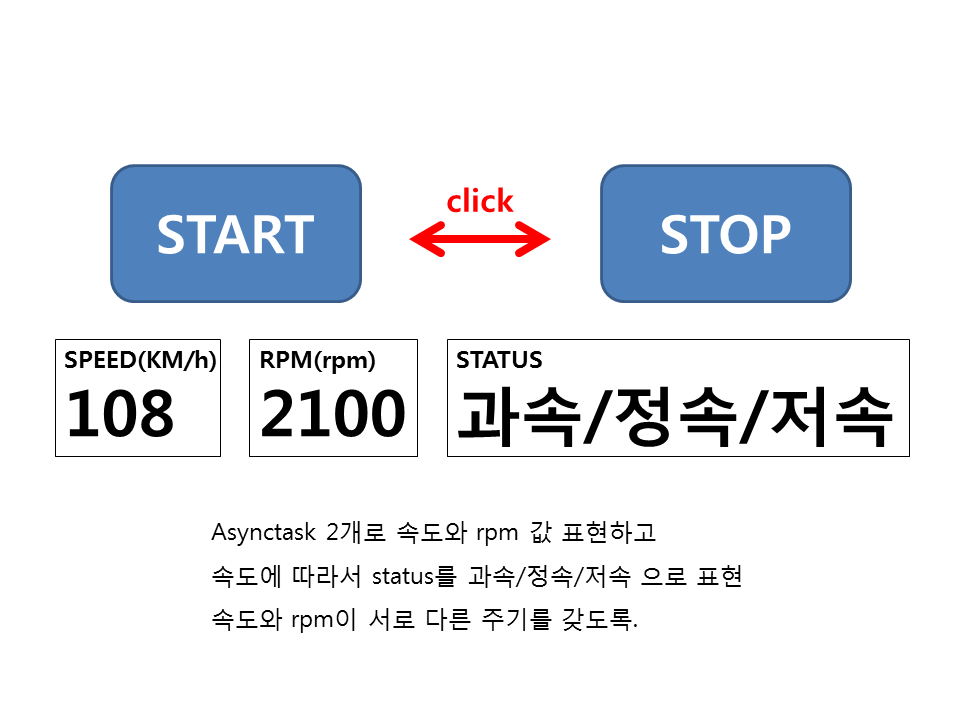 START
click
STOP
SPEED(KM/h)
108
RPM(rpm)
2100
STATUS
과속/정속/저속
Asynctask 2개로 속도와 rpm 값 표현하고
속도에 따라서 status를 과속/정속/저속 으로 표현
속도와 rpm이 서로 다른 주기를 갖도록.